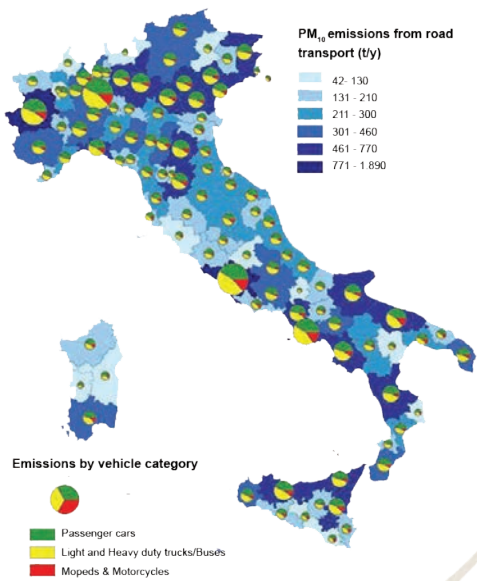 PM10 emissions from road
transport (t/y)
42- 130
131 - 210
211 - 300
301 - 460
461 - 770
771 - 1.890
Emissions by vehicle category
Passenger cars
Light and Heavy duty trucks/Buses
Mopeds & Motorcycles